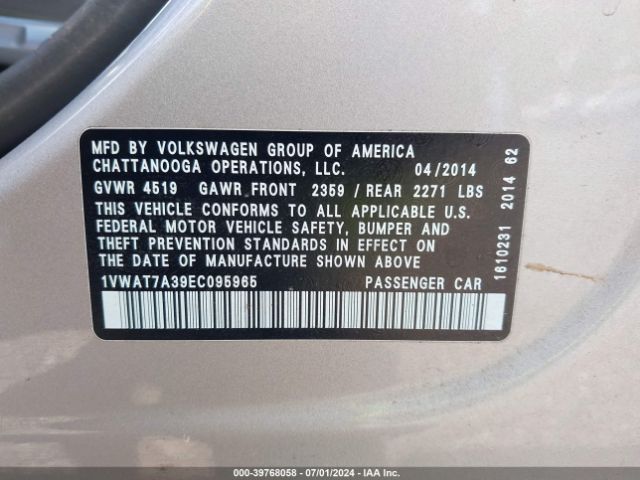 MFD BY VOLKSWAGEN GROUP OF AMERICA
CHATTANOOGA OPERATIONS, LLC. 04/2014
GVWR 4519 GAWR FRONT 2359 / REAR 2271 LBS
THIS VEHICLE CONFORMS TO ALL APPLICABLE U.S.
FEDERAL MOTOR VEHICLE SAFETY, BUMPER AND
THEFT PREVENTION STANDARDS IN EFFECT ON
THE DATE OF MANUFACTURE SHOWN ABOVE
1VWAT7A39EC095965 PASSENGER CAR
1610231 2014 62
000-39768058 - 07/01/2024 - IAA Inc.